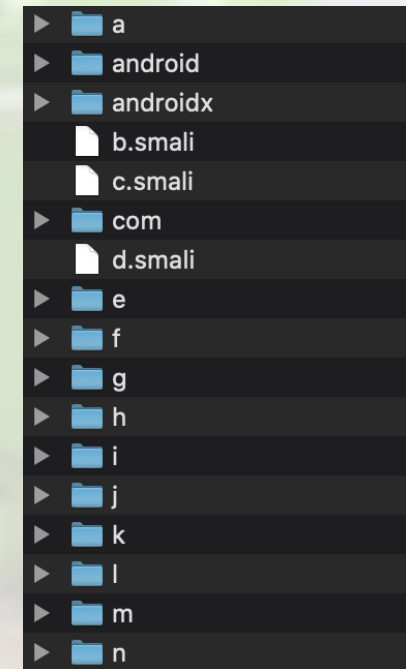 a
android
androidx
b.smali
c.smali
com
d.smali
e
f
g
h
i
j
k
l
m
n